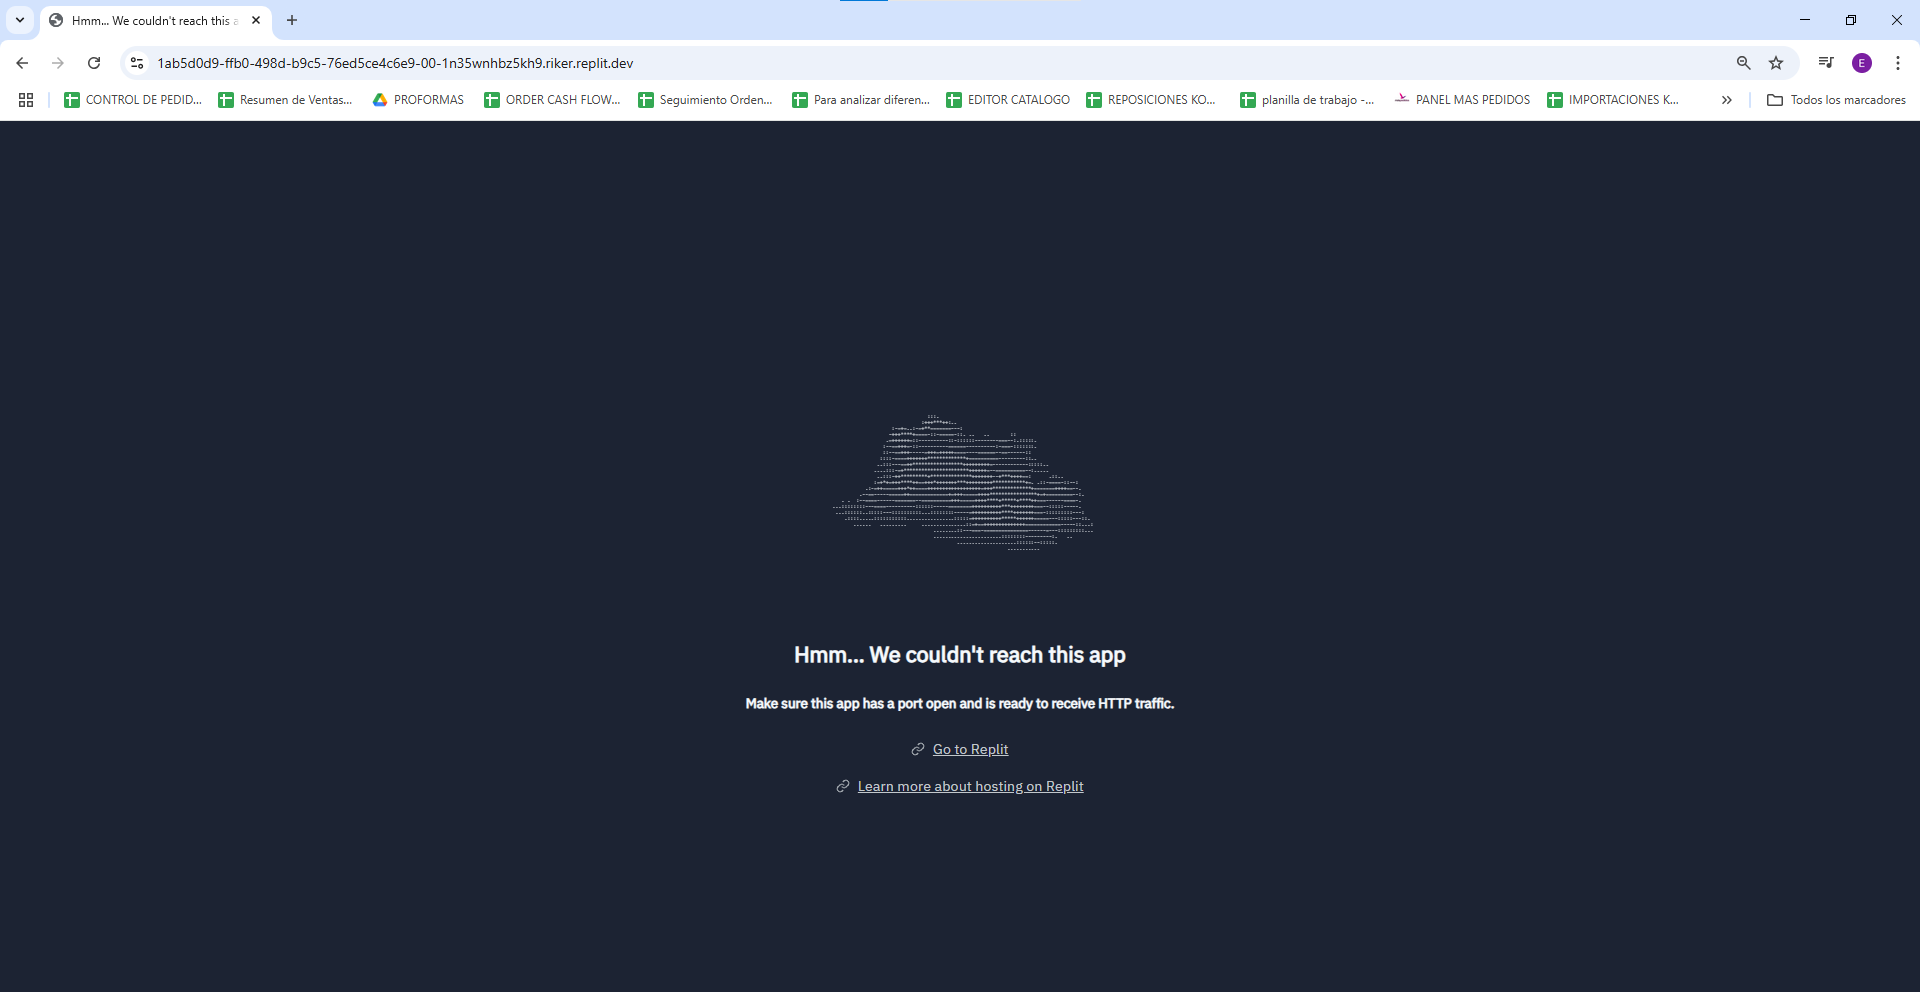 Hmm... We couldn't reach this a
1ab5d0d9-ffb0-498d-b9c5-76ed5ce4c6e9-00-1n35wnhbz5kh9.riker.replit.dev
E
CONTROL DE PEDID...
Resumen de Ventas...
PROFORMAS
ORDER CASH FLOW...
Seguimiento Orden...
Para analizar diferen...
EDITOR CATALOGO
REPOSICIONES KO...
planilla de trabajo -...
PANEL MAS PEDIDOS
IMPORTACIONES K...
Todos los marcadores
Hmm... We couldn't reach this app
Make sure this app has a port open and is ready to receive HTTP traffic.
Go to Replit
Learn more about hosting on Replit